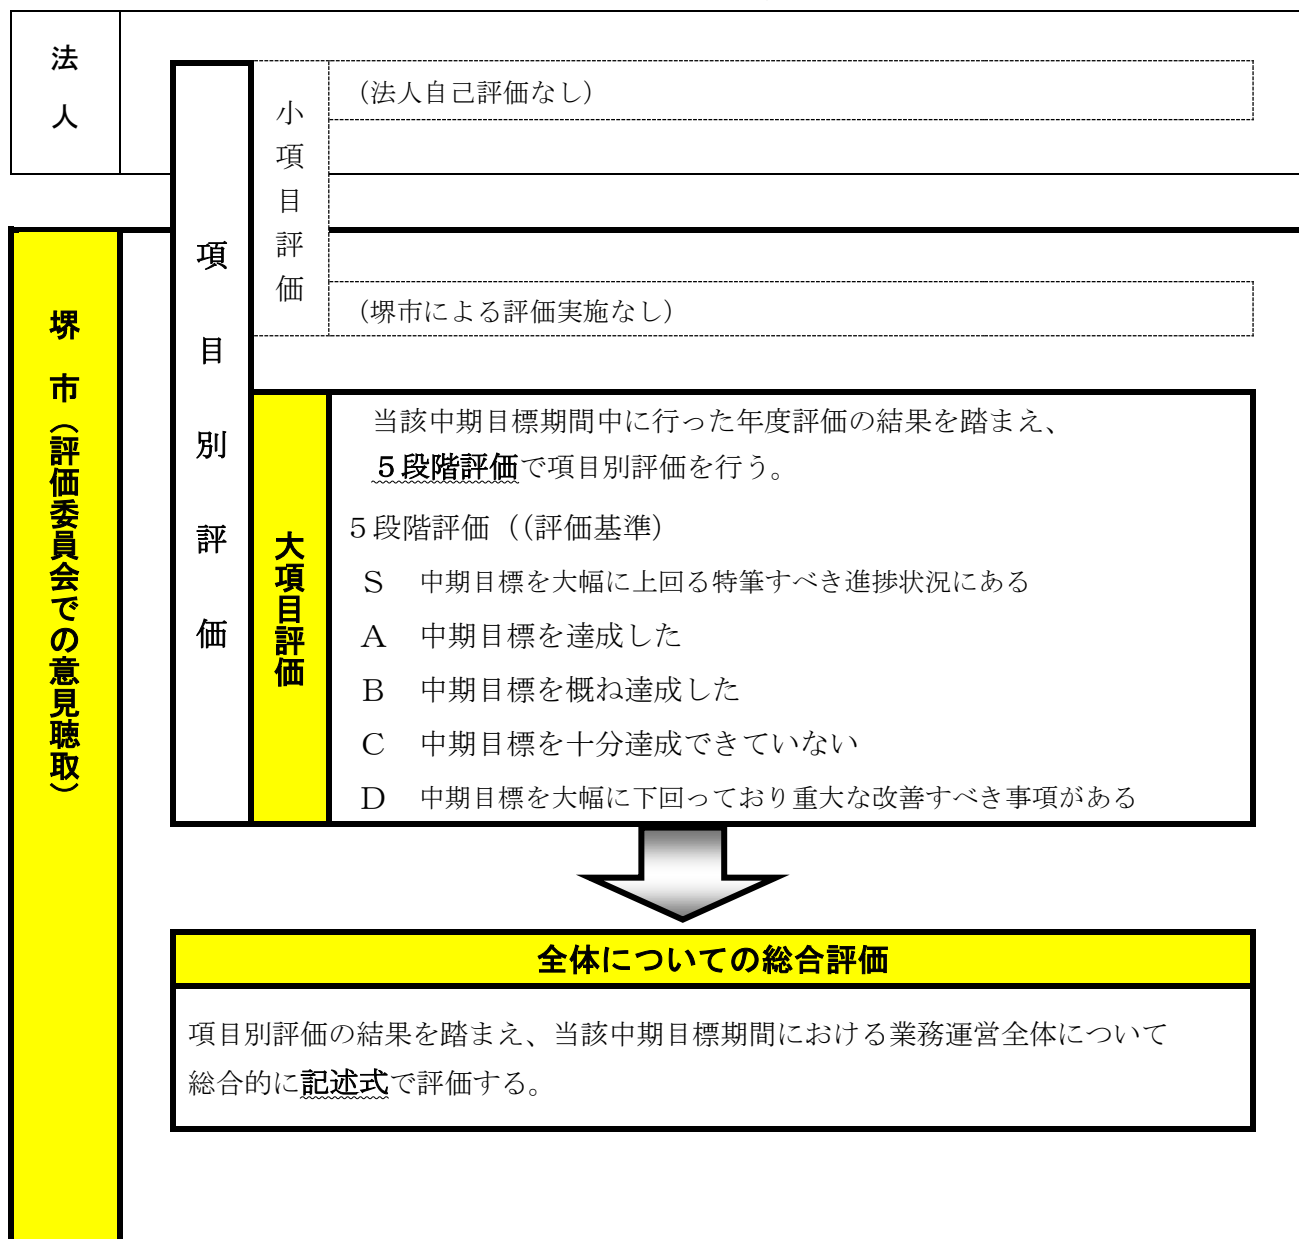 法人
項目別評価
小項目評価
（法人自己評価なし）
（堺市による評価実施なし）
堺　市（評価委員会での意見聴取）
大項目評価
当該中期目標期間中に行った年度評価の結果を踏まえ、
５段階評価で項目別評価を行う。
５段階評価（(評価基準）
S　中期目標を大幅に上回る特筆すべき進捗状況にある
A　中期目標を達成した
B　中期目標を概ね達成した
C　中期目標を十分達成できていない
D　中期目標を大幅に下回っており重大な改善すべき事項がある
全体についての総合評価
項目別評価の結果を踏まえ、当該中期目標期間における業務運営全体について
総合的に記述式で評価する。